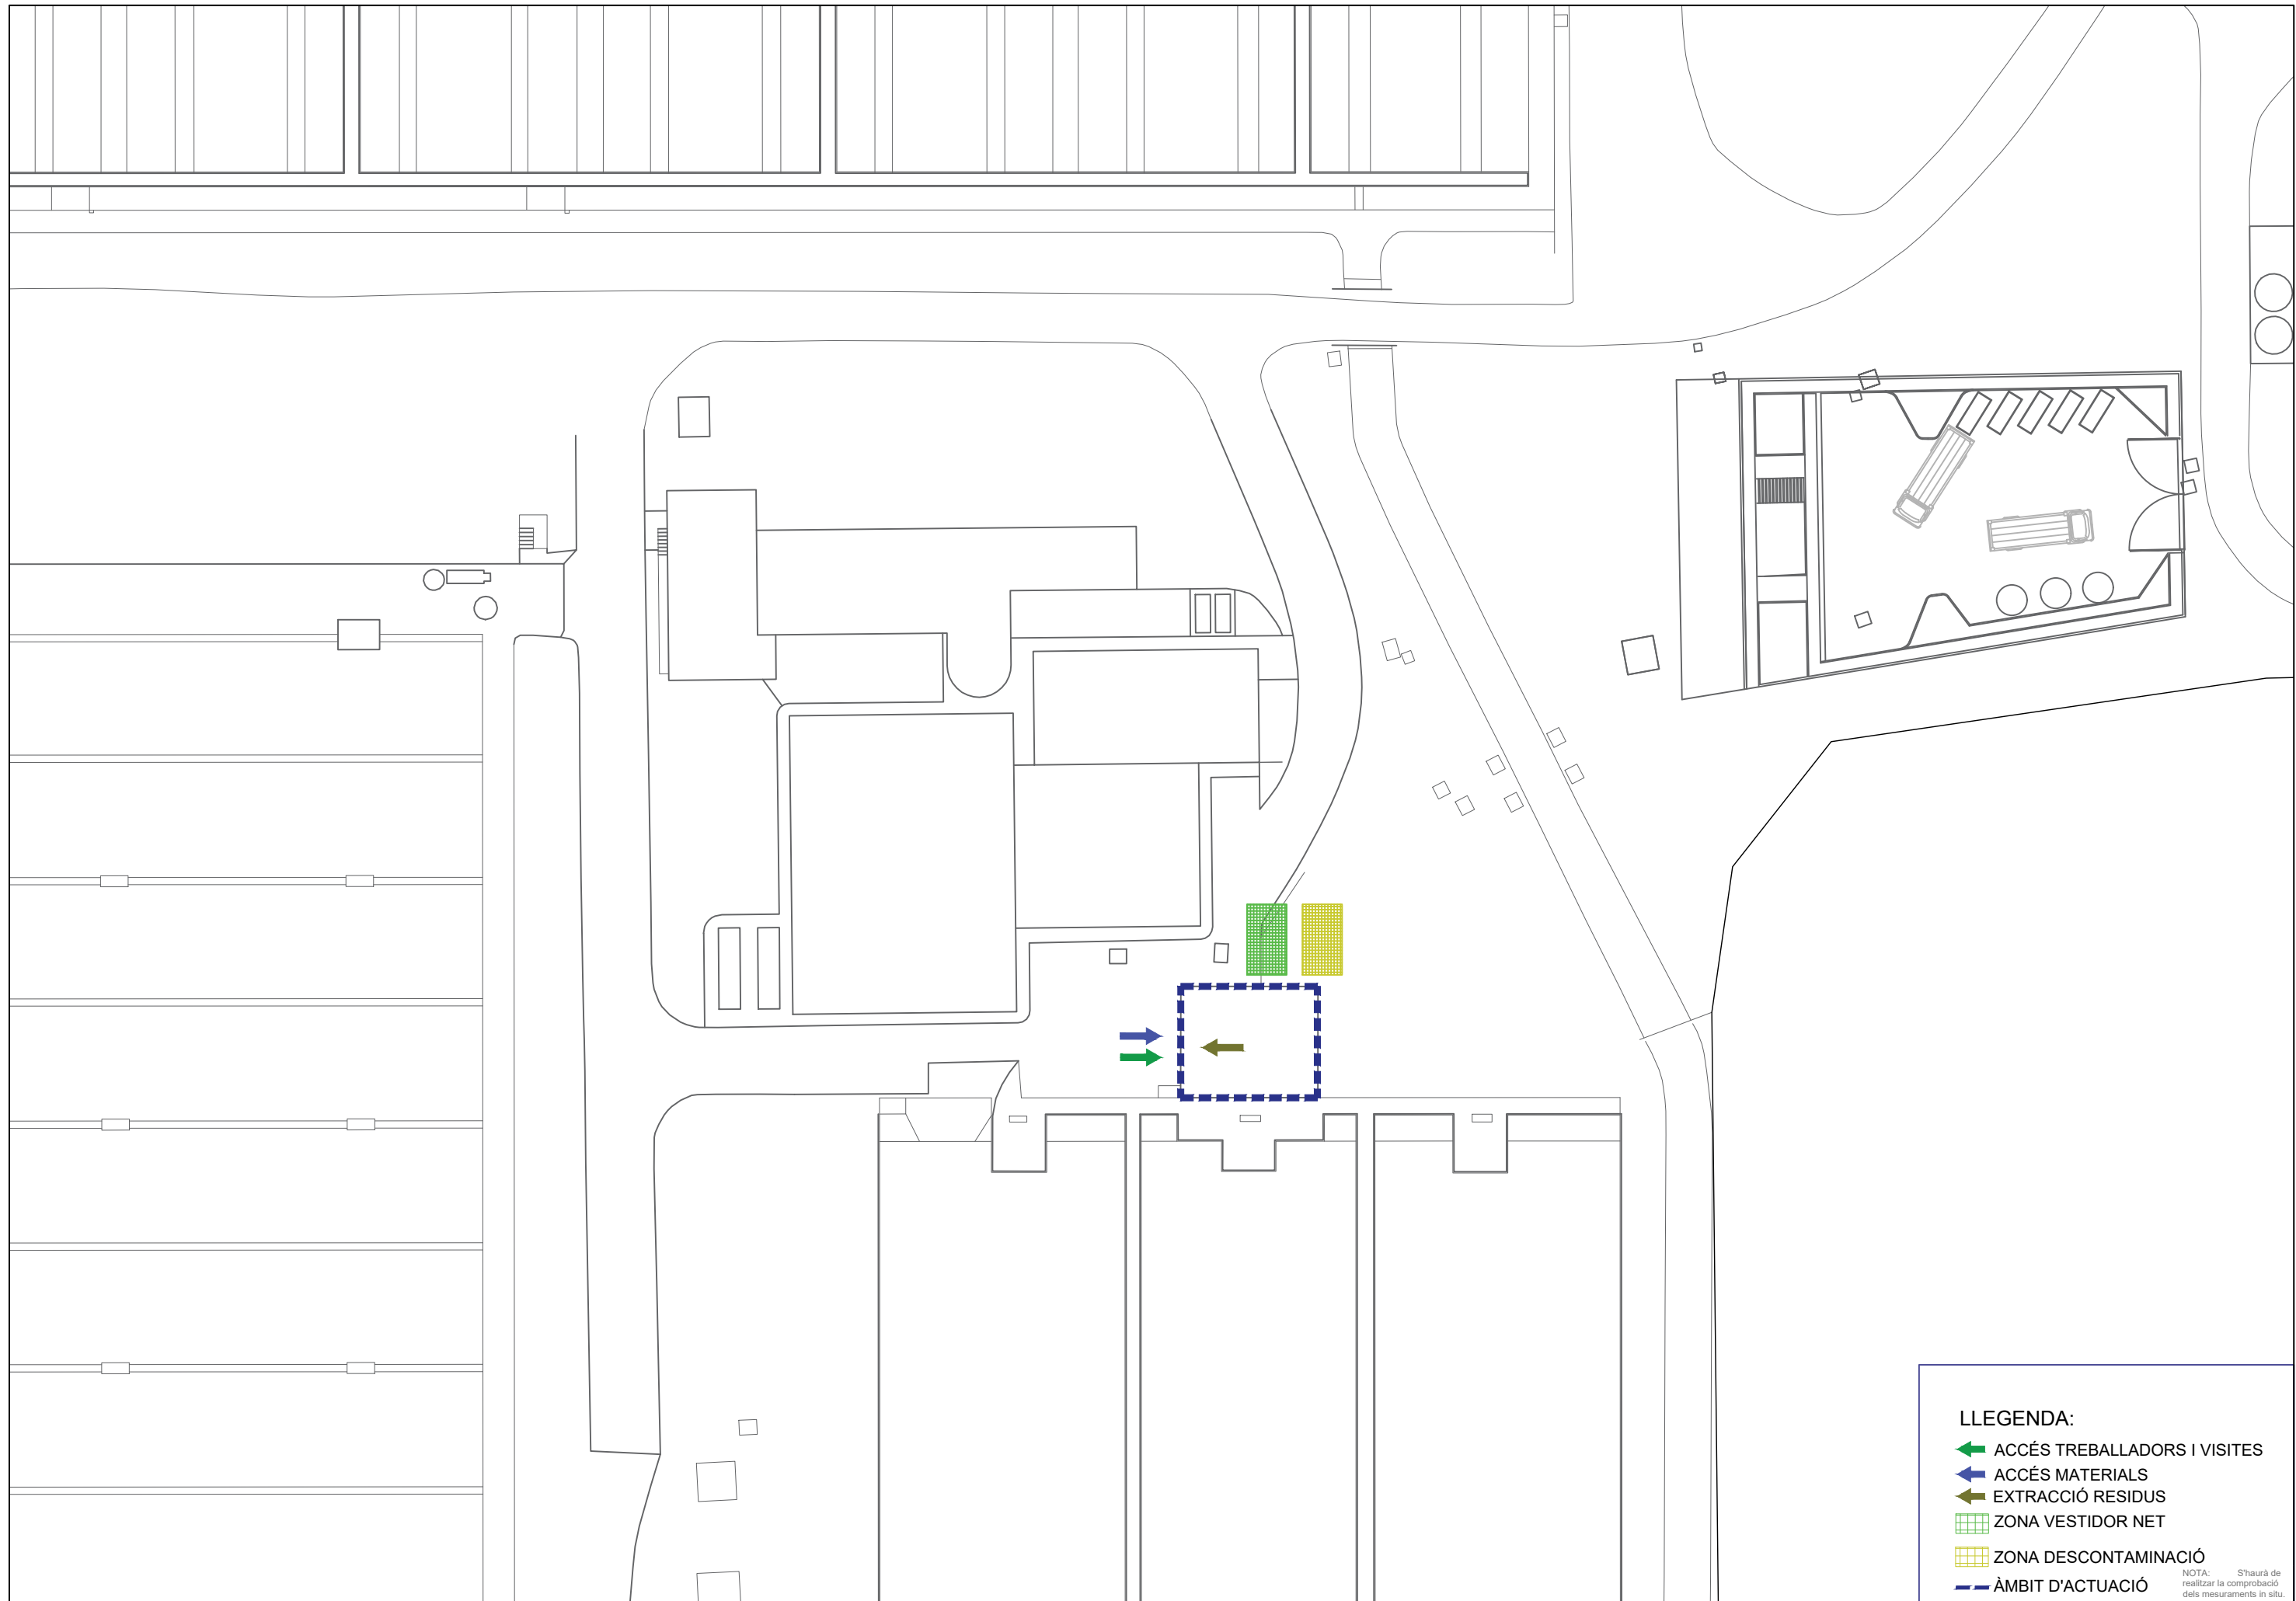 LLEGENDA:
ACCÉS TREBALLADORS I VISITES
ACCÉS MATERIALS
EXTRACCIÓ RESIDUS
ZONA VESTIDOR NET
ZONA DESCONTAMINACIÓ
ÀMBIT D'ACTUACIÓ
NOTA: S'haurà de
realitzar la comprobació
dels mesuraments in situ.